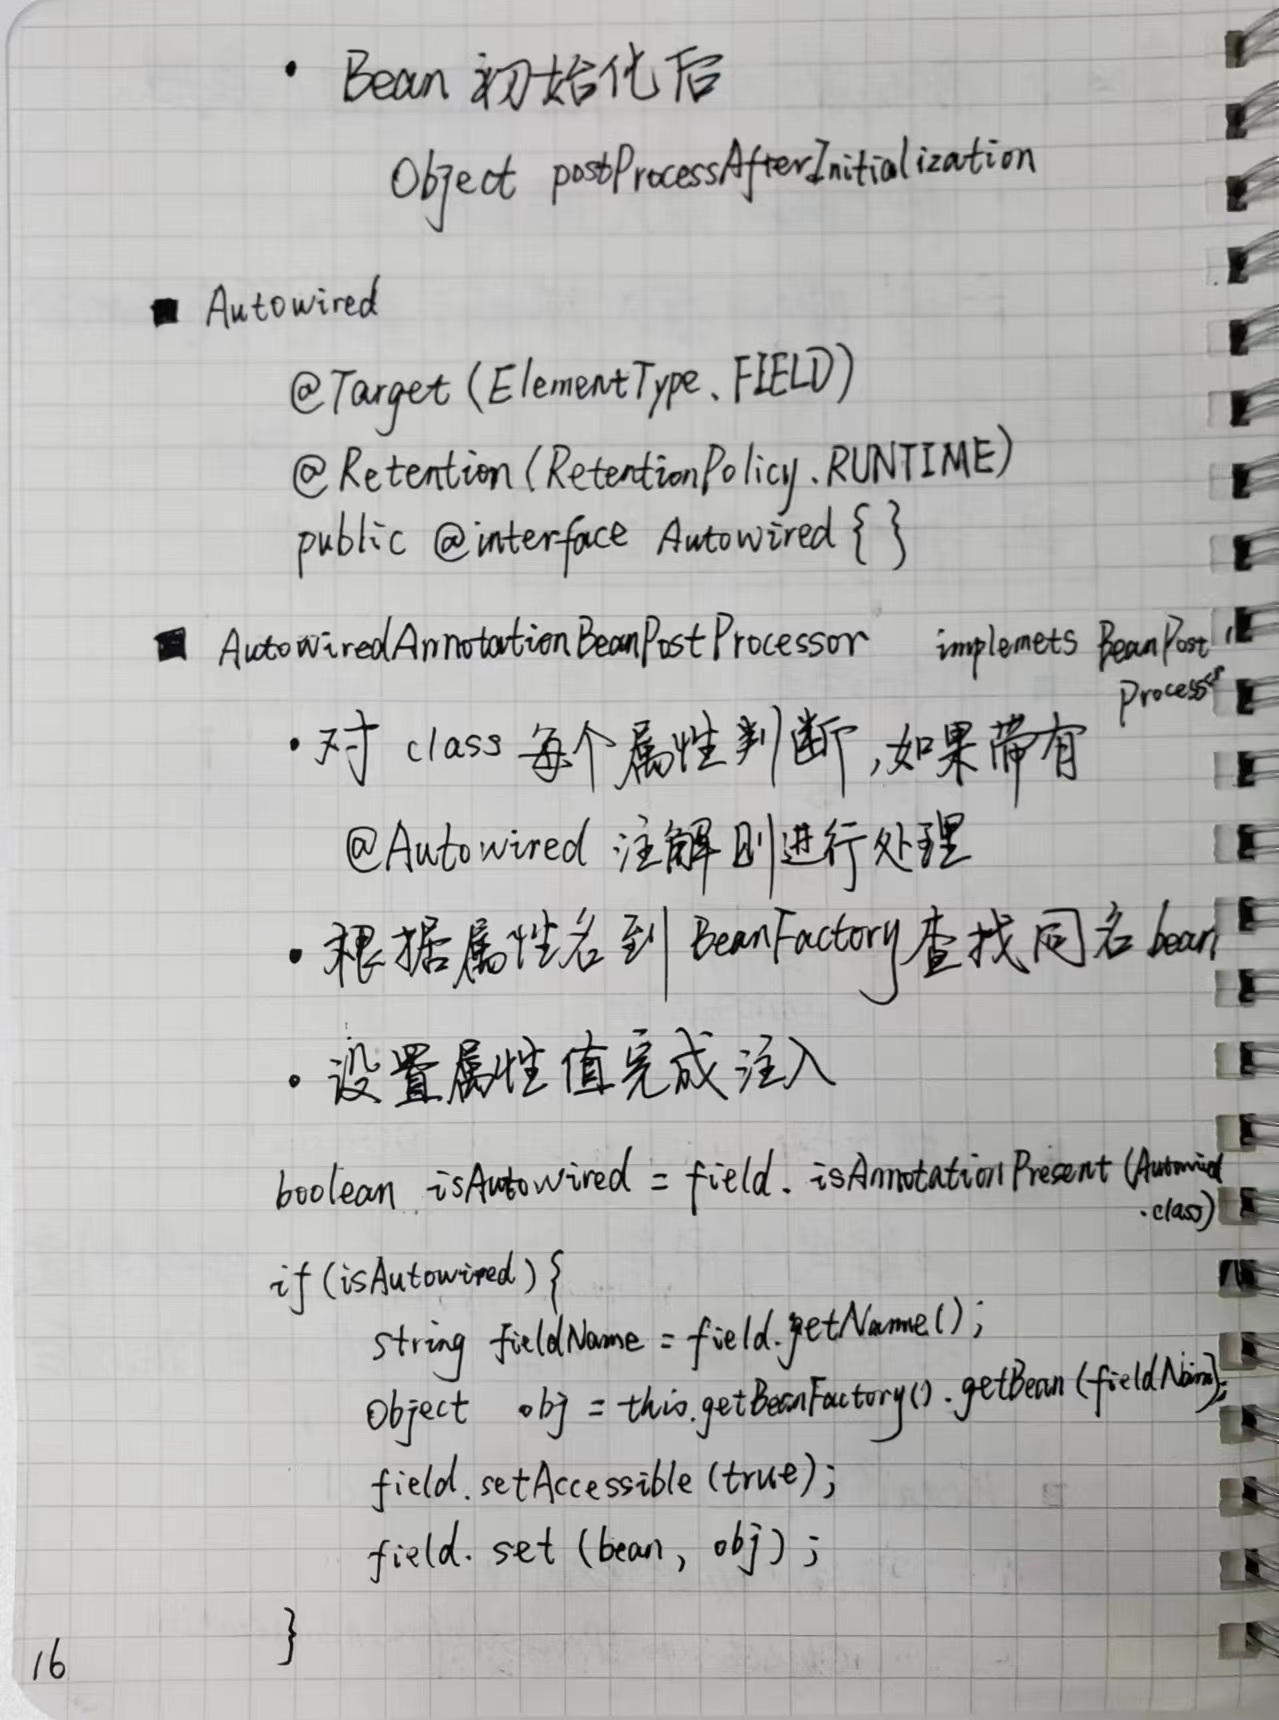 • Bean 初始化后
Object postProcessAfterInitialization
■ Autowired
@Target(ElementType.FIELD)
@Retention(RetentionPolicy.RUNTIME)
public @interface Autowired{ }
■ AutowiredAnnotationBeanPostProcessor implemets BeanPost
Processor
• 对 class 每个属性判断,如果带有
@Autowired 注解则进行处理
• 根据属性名到 BeanFactory 查找同名 bean
• 设置属性值完成注入
boolean isAutowired = field. isAnnotationPresent (Autowired
.class)
if (isAutowired) {
string fieldName = field.getName();
Object obj = this.getBeanFactory().getBean(fieldName);
field.setAccessible (true);
field. set (bean, obj);
}
16